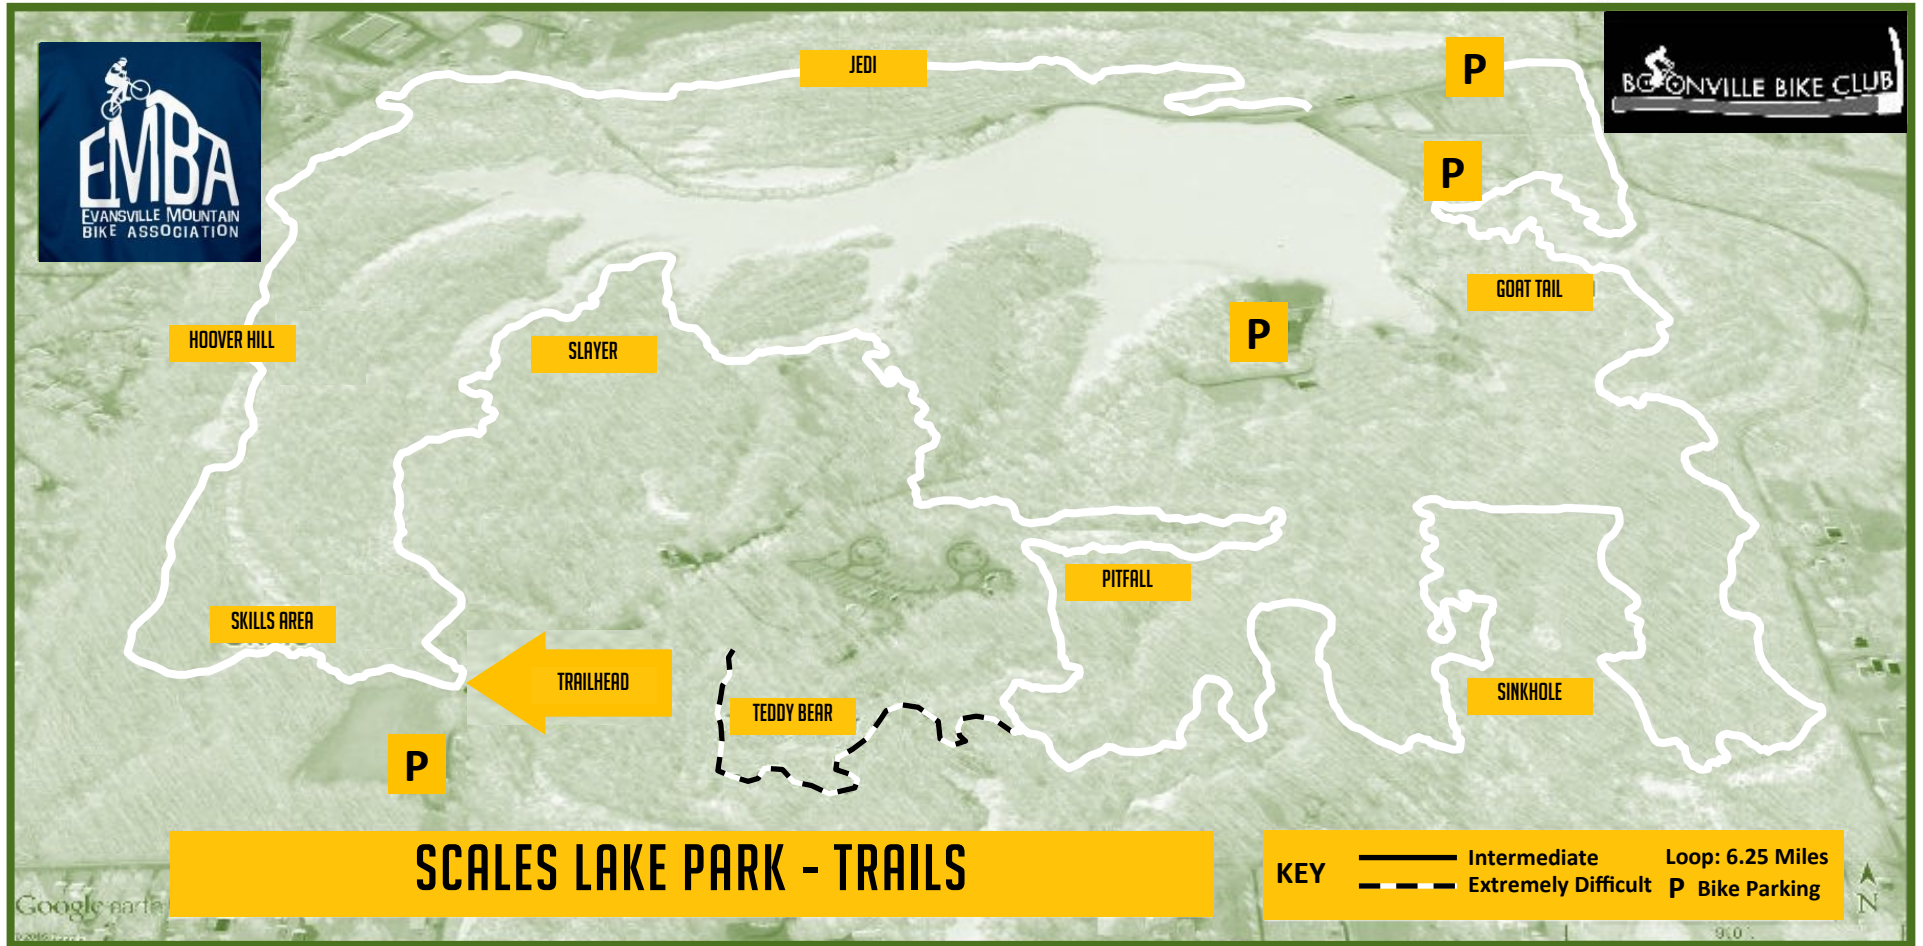 JEDI
P
BOONVILLE BIKE CLUB
EMBA
EVANSVILLE MOUNTAIN
BIKE ASSOCIATION
P
GOAT TAIL
HOOVER HILL
SLAYER
P
PITFALL
SKILLS AREA
TRAILHEAD
TEDDY BEAR
SINKHOLE
P
SCALES LAKE PARK - TRAILS
KEY
Intermediate
Extremely Difficult
Loop: 6.25 Miles
P Bike Parking
Google earth
N